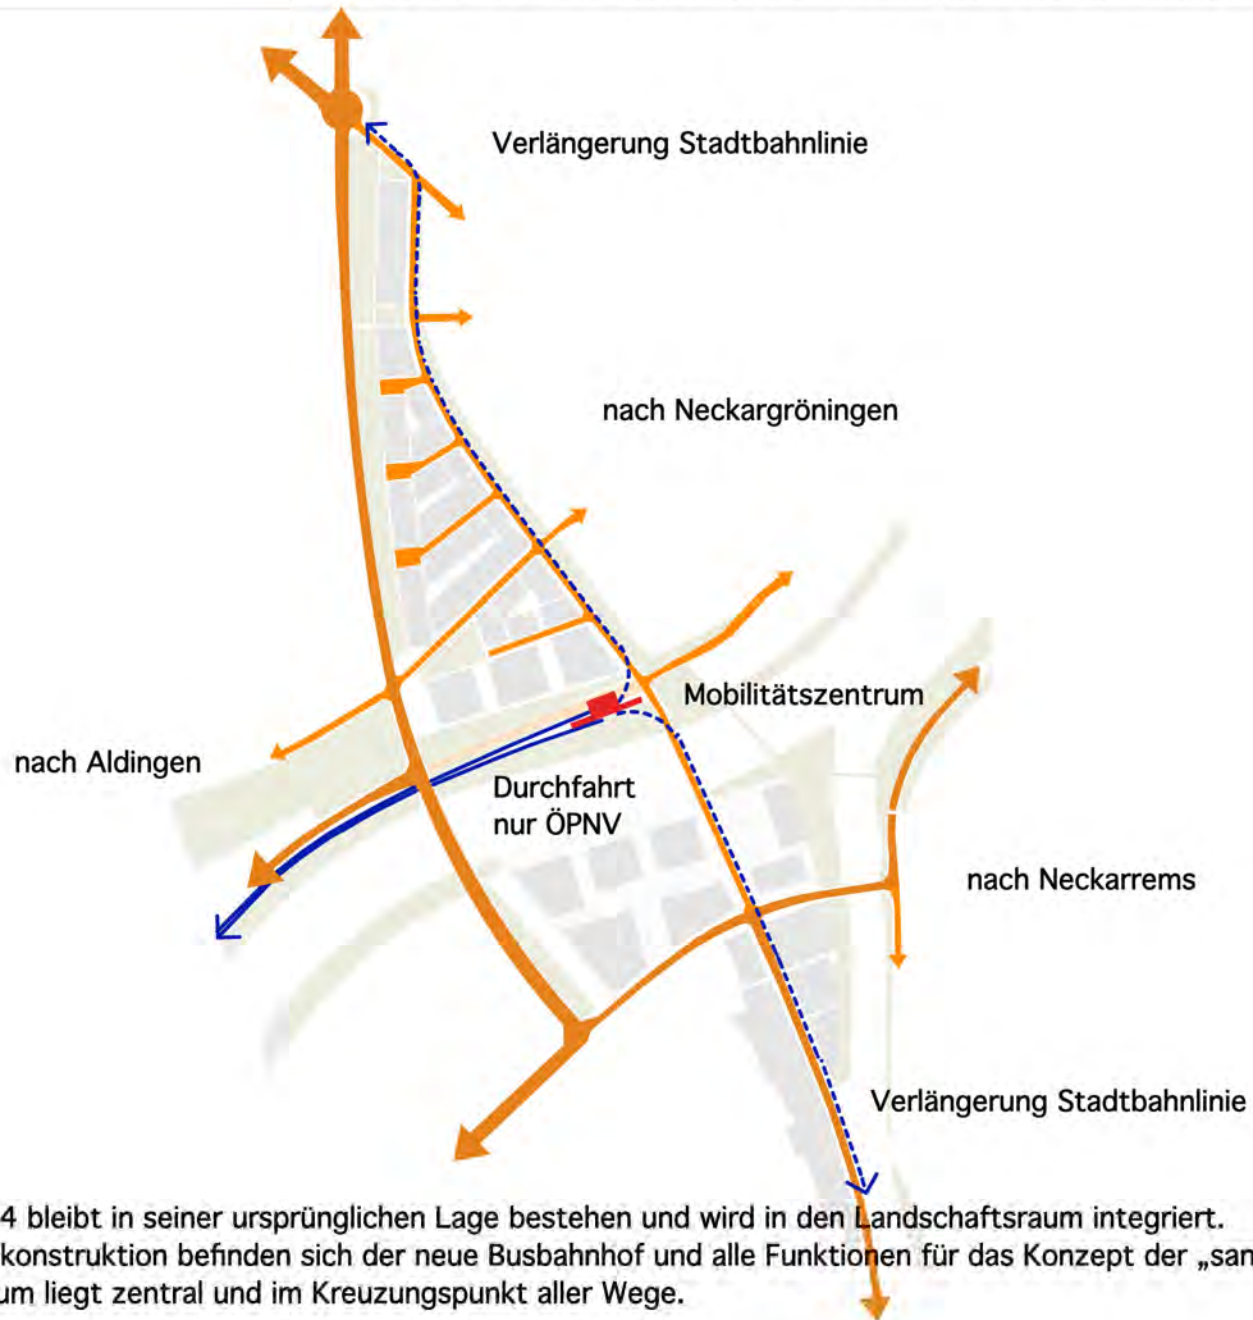 Verlängerung Stadtbahnlinie
nach Neckargröningen
Mobilitätszentrum
nach Aldingen
Durchfahrt
nur ÖPNV
nach Neckarrems
Verlängerung Stadtbahnlinie
4 bleibt in seiner ursprünglichen Lage bestehen und wird in den Landschaftsraum integriert.
konstruktion befinden sich der neue Busbahnhof und alle Funktionen für das Konzept der „san
um liegt zentral und im Kreuzungspunkt aller Wege.